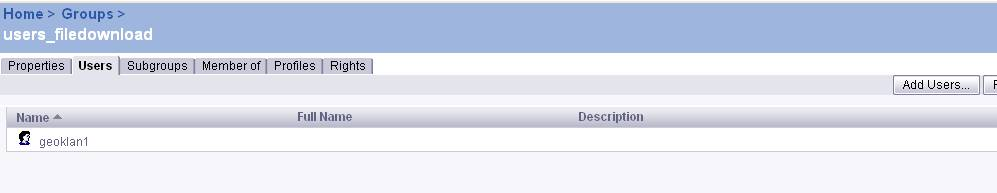 Home > Groups >
users_filedownload
Properties Users Subgroups Member of Profiles Rights
Add Users...
Name Full Name Description
geoklan1